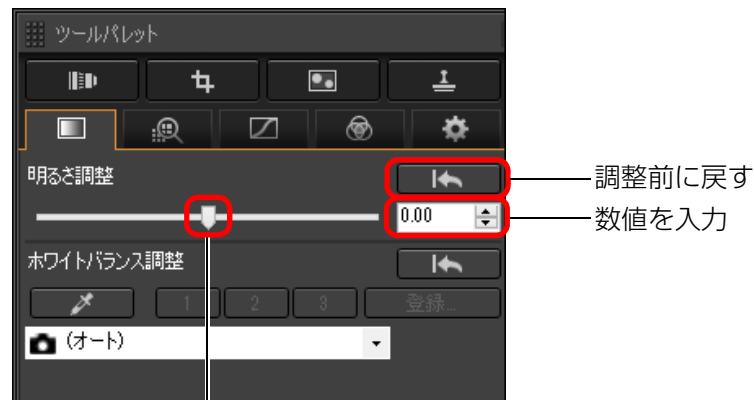 ツールパレット
明るさ調整
調整前に戻す
0.00
数値を入力
ホワイトバランス調整
1 2 3 登録...
(オート)